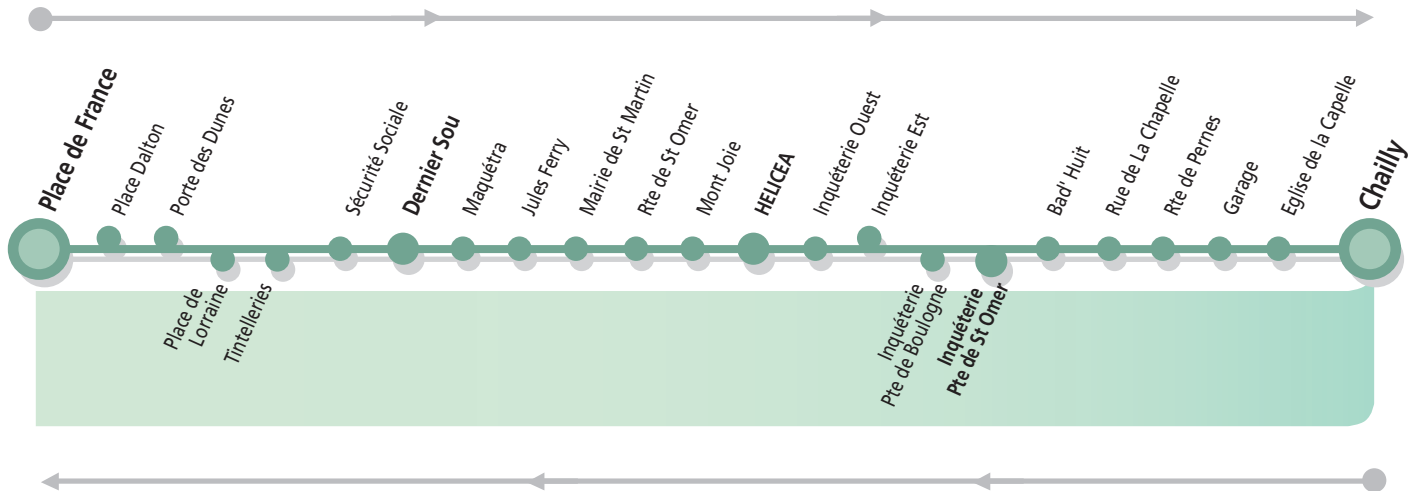 Place de France
Place Dalton
Porte des Dunes
Place de
Lorraine
Tintelleries
Sécurité Sociale
Dernier Sou
Maquétra
Jules Ferry
Mairie de St Martin
Rte de St Omer
Mont Joie
HELICEA
Inquéterie Ouest
Inquéterie Est
Inquéterie
Pte de Boulogne
Inquéterie
Pte de St Omer
Bad' Huit
Rue de La Chapelle
Rte de Pernes
Garage
Eglise de la Capelle
Chailly